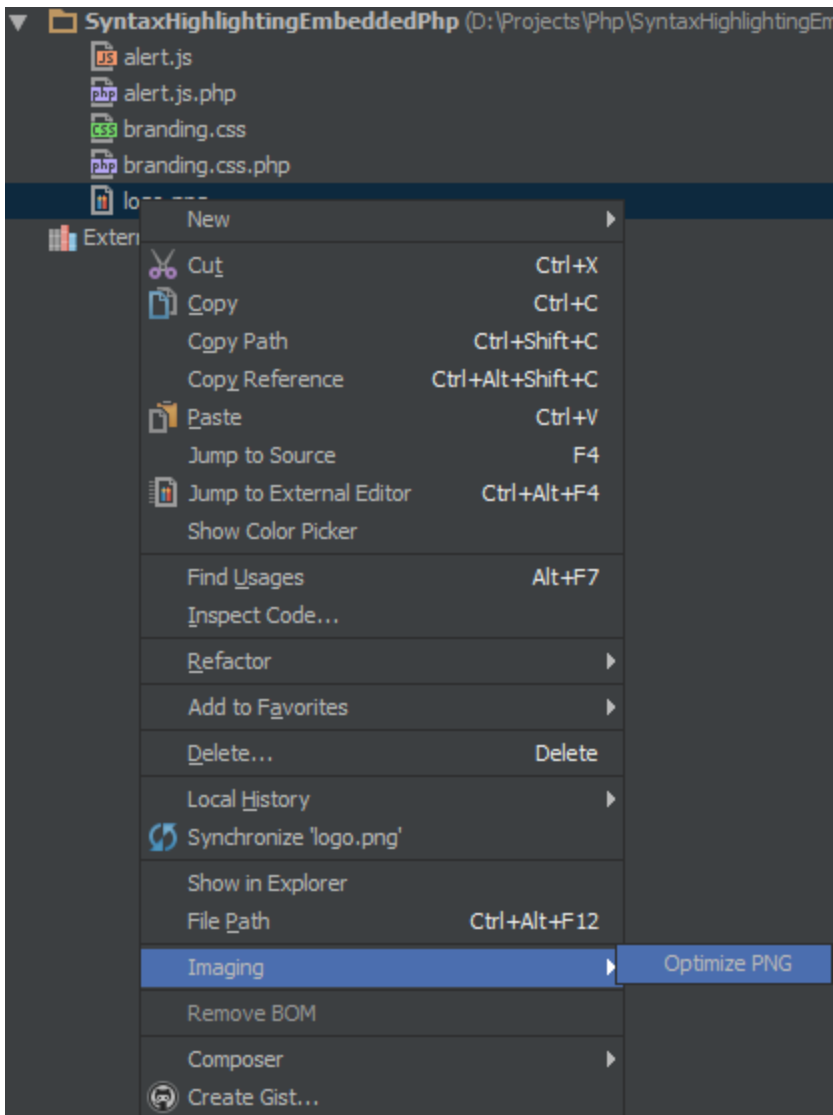 SyntaxHighlightingEmbeddedPhp (D:\Projects\Php\SyntaxHighlightingEm
JS alert.js
php alert.js.php
CSS branding.css
php branding.css.php
New
Cut Ctrl+X
Copy Ctrl+C
Copy Path Ctrl+Shift+C
Copy Reference Ctrl+Alt+Shift+C
Paste Ctrl+V
Jump to Source F4
Jump to External Editor Ctrl+Alt+F4
Show Color Picker
Find Usages Alt+F7
Inspect Code...
Refactor
Add to Favorites
Delete... Delete
Local History
Synchronize 'logo.png'
Show in Explorer
File Path Ctrl+Alt+F12
Imaging
Optimize PNG
Remove BOM
Composer
Create Gist...